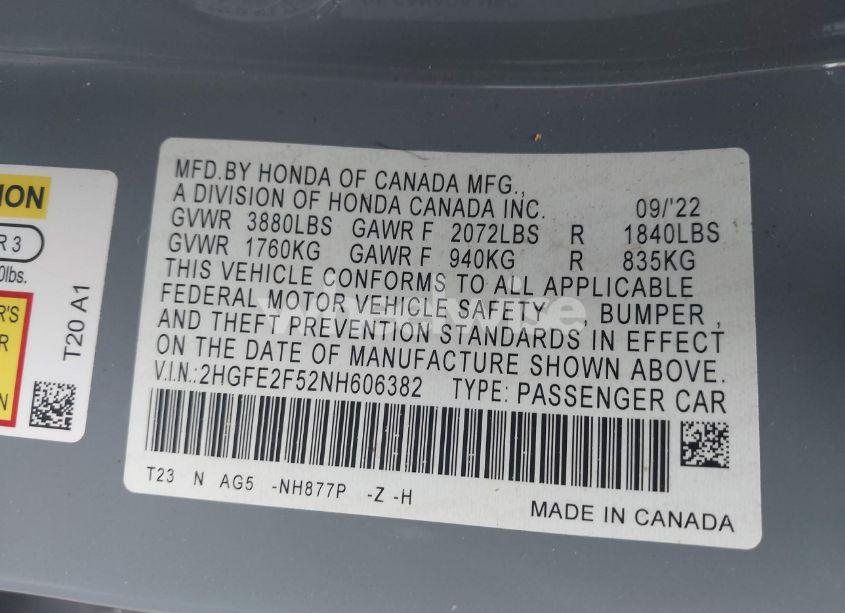 MFD.BY HONDA OF CANADA MFG.,
A DIVISION OF HONDA CANADA INC. 09/'22
GVWR 3880LBS GAWR F 2072LBS R 1840LBS
GVWR 1760KG GAWR F 940KG R 835KG
THIS VEHICLE CONFORMS TO ALL APPLICABLE
FEDERAL MOTOR VEHICLE SAFETY , BUMPER ,
AND THEFT PREVENTION STANDARDS IN EFFECT
ON THE DATE OF MANUFACTURE SHOWN ABOVE.
V.I.N.:2HGFE2F52NH606382 TYPE: PASSENGER CAR
T23 N AG5 -NH877P -Z -H
MADE IN CANADA
ION
R 3
0lbs.
R'S
OR
N
T20 A1